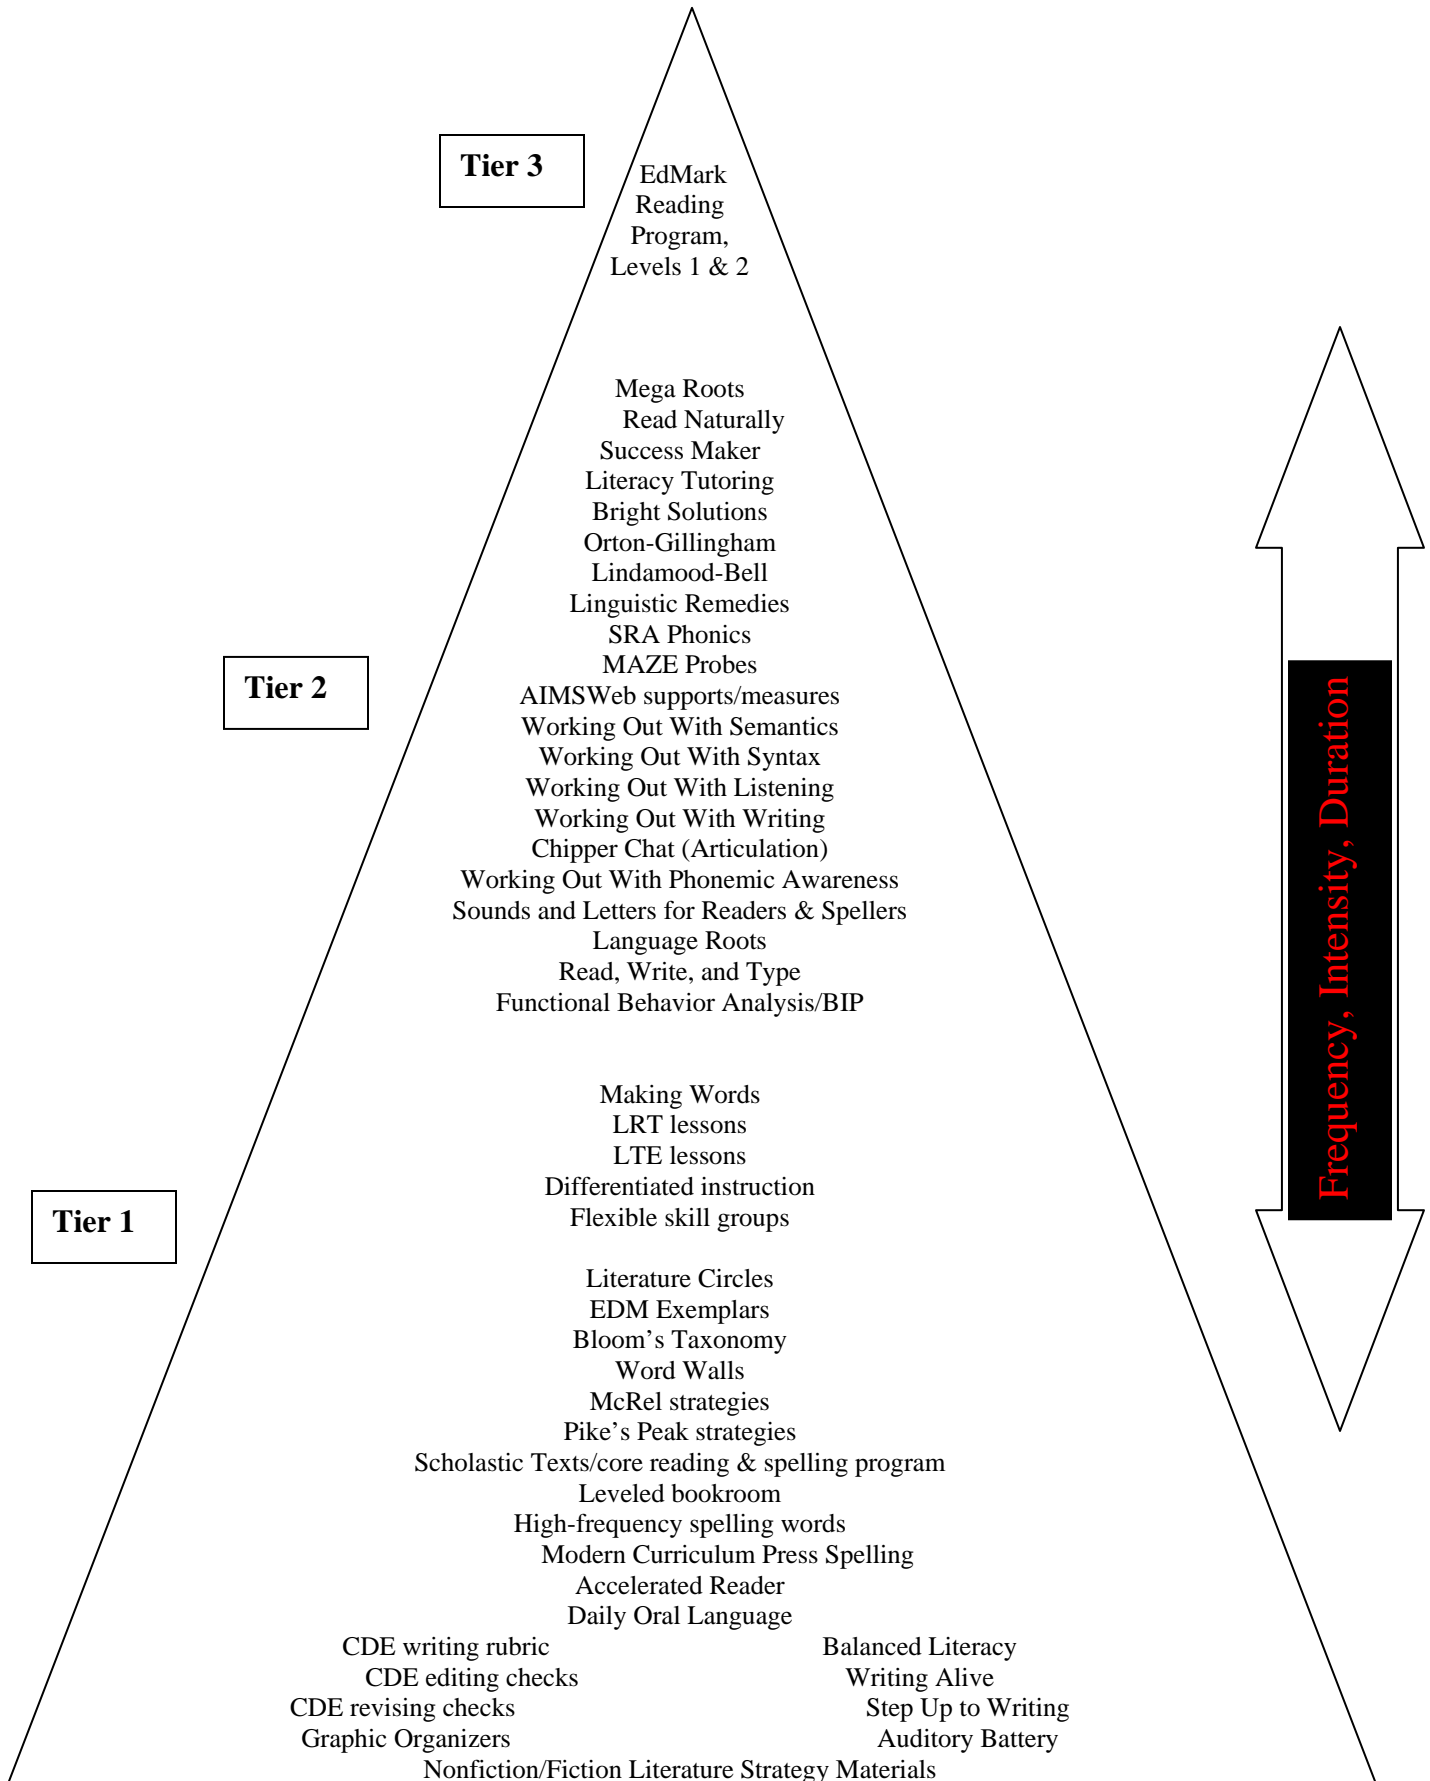 Tier 3
EdMark
Reading
Program,
Levels 1 & 2
Mega Roots
Read Naturally
Success Maker
Literacy Tutoring
Bright Solutions
Orton-Gillingham
Lindamood-Bell
Linguistic Remedies
SRA Phonics
MAZE Probes
Tier 2
AIMSWeb supports/measures
Working Out With Semantics
Working Out With Syntax
Working Out With Listening
Working Out With Writing
Chipper Chat (Articulation)
Working Out With Phonemic Awareness
Sounds and Letters for Readers & Spellers
Language Roots
Read, Write, and Type
Functional Behavior Analysis/BIP
Frequency, Intensity, Duration
Making Words
LRT lessons
LTE lessons
Differentiated instruction
Flexible skill groups
Tier 1
Literature Circles
EDM Exemplars
Bloom’s Taxonomy
Word Walls
McRel strategies
Pike’s Peak strategies
Scholastic Texts/core reading & spelling program
Leveled bookroom
High-frequency spelling words
Modern Curriculum Press Spelling
Accelerated Reader
Daily Oral Language
CDE writing rubric Balanced Literacy
CDE editing checks Writing Alive
CDE revising checks Step Up to Writing
Graphic Organizers Auditory Battery
Nonfiction/Fiction Literature Strategy Materials